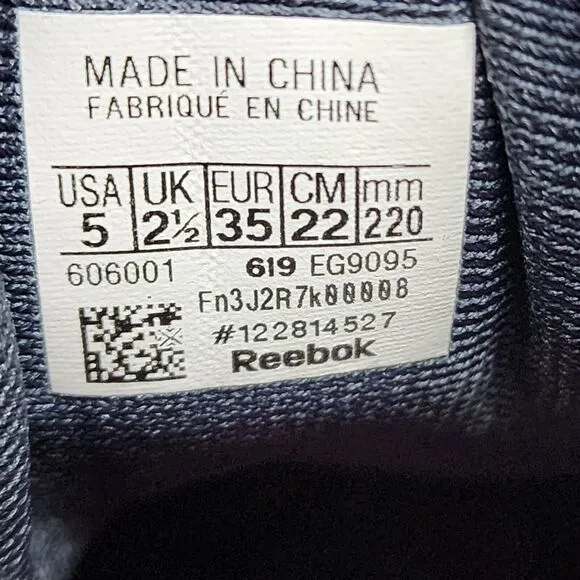 MADE IN CHINA
FABRIQUÉ EN CHINE
USA UK EUR CM mm
5 2½ 35 22 220
606001 619 EG9095
Fn3J2R7k00008
#122814527
Reebok